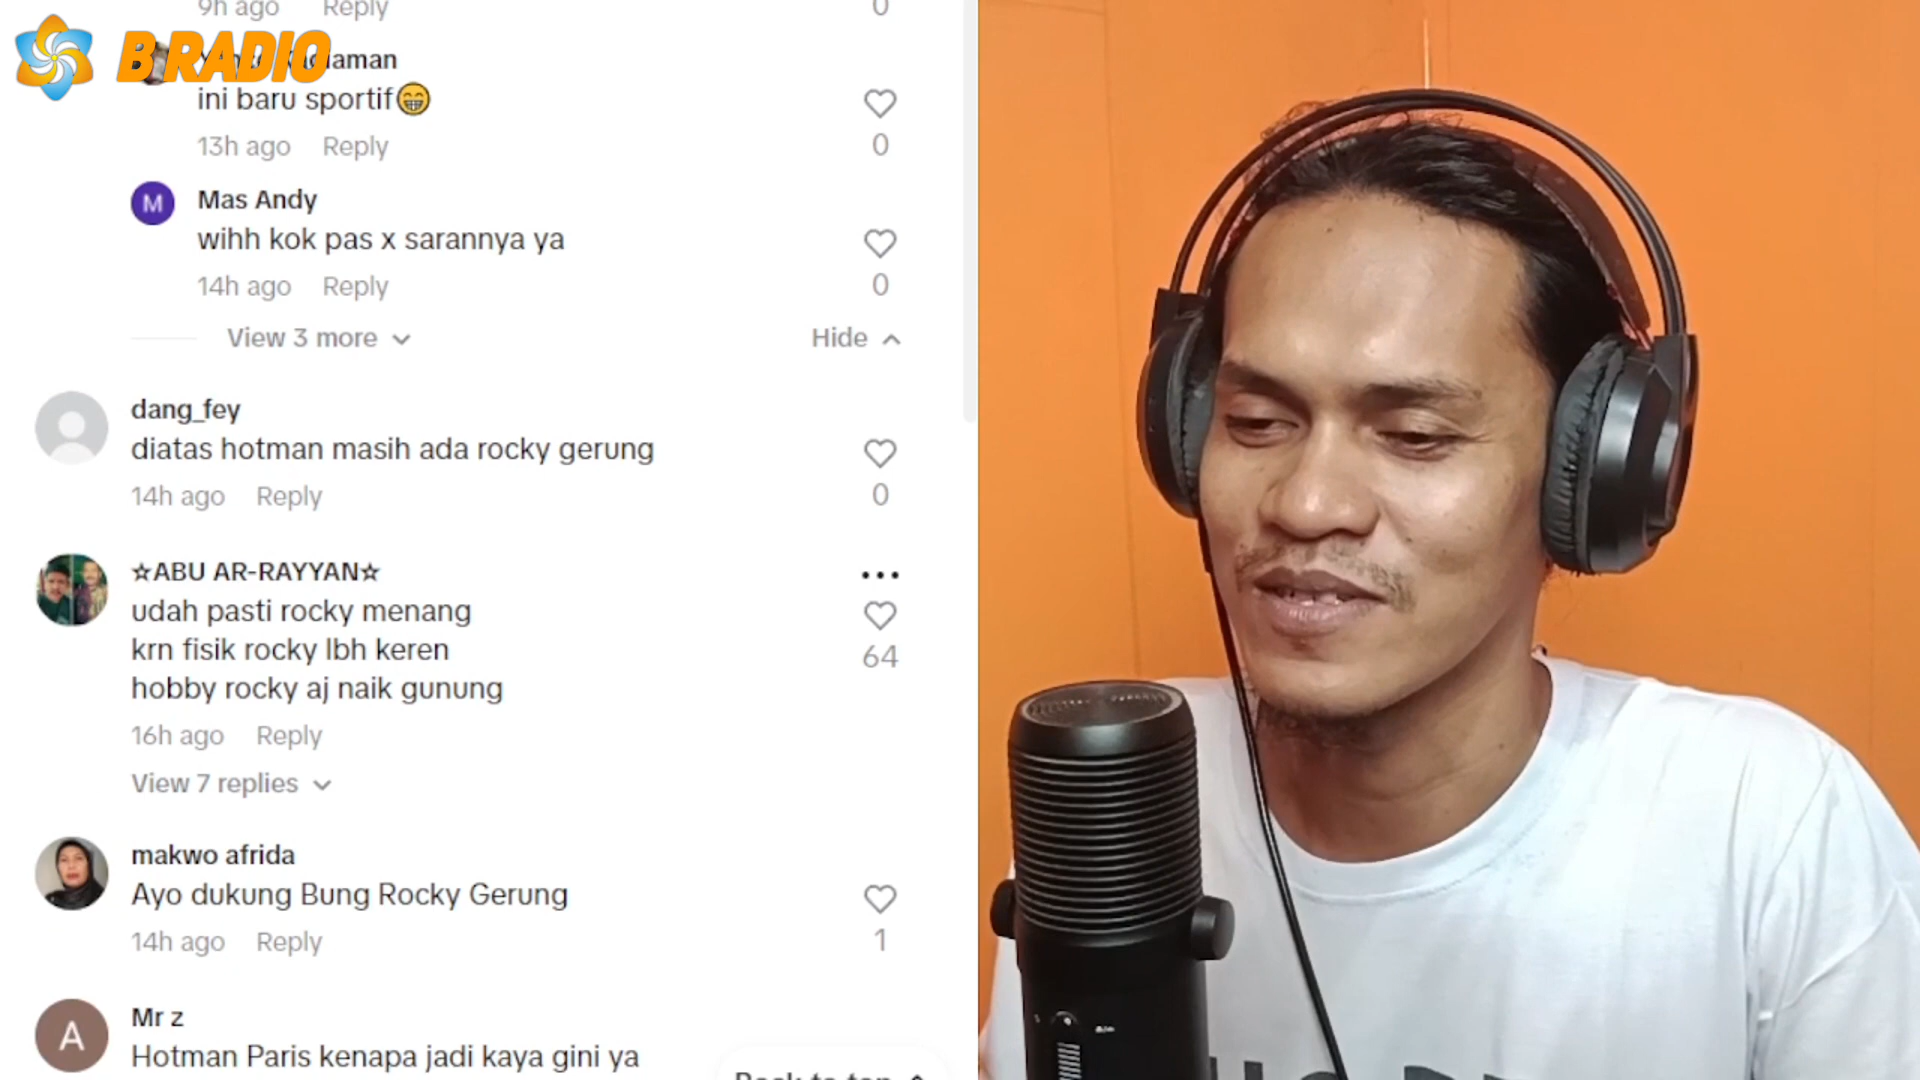 9h ago Reply
0
B RADIO
ini baru sportif😁
13h ago Reply
0
M
Mas Andy
wihh kok pas x sarannya ya
14h ago Reply
0
View 3 more
Hide
dang_fey
diatas hotman masih ada rocky gerung
14h ago Reply
0
☆ABU AR-RAYYAN☆
udah pasti rocky menang
krn fisik rocky lbh keren
hobby rocky aj naik gunung
64
16h ago Reply
View 7 replies
makwo afrida
Ayo dukung Bung Rocky Gerung
14h ago Reply
1
A
Mr z
Hotman Paris kenapa jadi kaya gini ya
Back to top